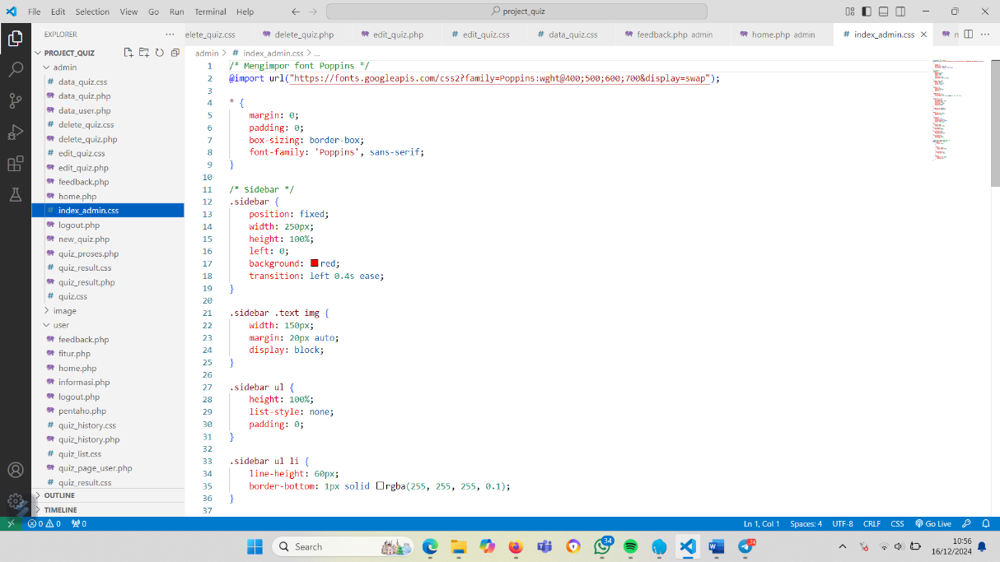 File Edit Selection View Go Run Terminal Help
project_quiz
EXPLORER
elete_quiz.css
delete_quiz.php
edit_quiz.php
edit_quiz.css
data_quiz.css
feedback.php admin
home.php admin
index_admin.css
n
PROJECT_QUIZ
admin > # index_admin.css > ...
admin
data_quiz.css
data_quiz.php
data_user.php
delete_quiz.css
delete_quiz.php
edit_quiz.css
edit_quiz.php
feedback.php
home.php
index_admin.css
logout.php
new_quiz.php
quiz_proses.php
quiz_result.css
quiz_result.php
quiz.css
image
user
feedback.php
fitur.php
home.php
informasi.php
logout.php
pentaho.php
quiz_history.css
quiz_history.php
quiz_list.css
quiz_page_user.php
quiz_result.css
OUTLINE
TIMELINE
1 /* Mengimpor font Poppins */
2 @import url("https://fonts.googleapis.com/css2?family=Poppins:wght@400;500;600;700&display=swap");
3
4 * {
5 margin: 0;
6 padding: 0;
7 box-sizing: border-box;
8 font-family: 'Poppins', sans-serif;
9 }
10
11 /* Sidebar */
12 .sidebar {
13 position: fixed;
14 width: 250px;
15 height: 100%;
16 left: 0;
17 background: red;
18 transition: left 0.4s ease;
19 }
20
21 .sidebar .text img {
22 width: 150px;
23 margin: 20px auto;
24 display: block;
25 }
26
27 .sidebar ul {
28 height: 100%;
29 list-style: none;
30 padding: 0;
31 }
32
33 .sidebar ul li {
34 line-height: 60px;
35 border-bottom: 1px solid rgba(255, 255, 255, 0.1);
36 }
37
0 0 0 Ln 1, Col 1 Spaces: 4 UTF-8 CRLF CSS Go Live
Search
34
10:56
16/12/2024